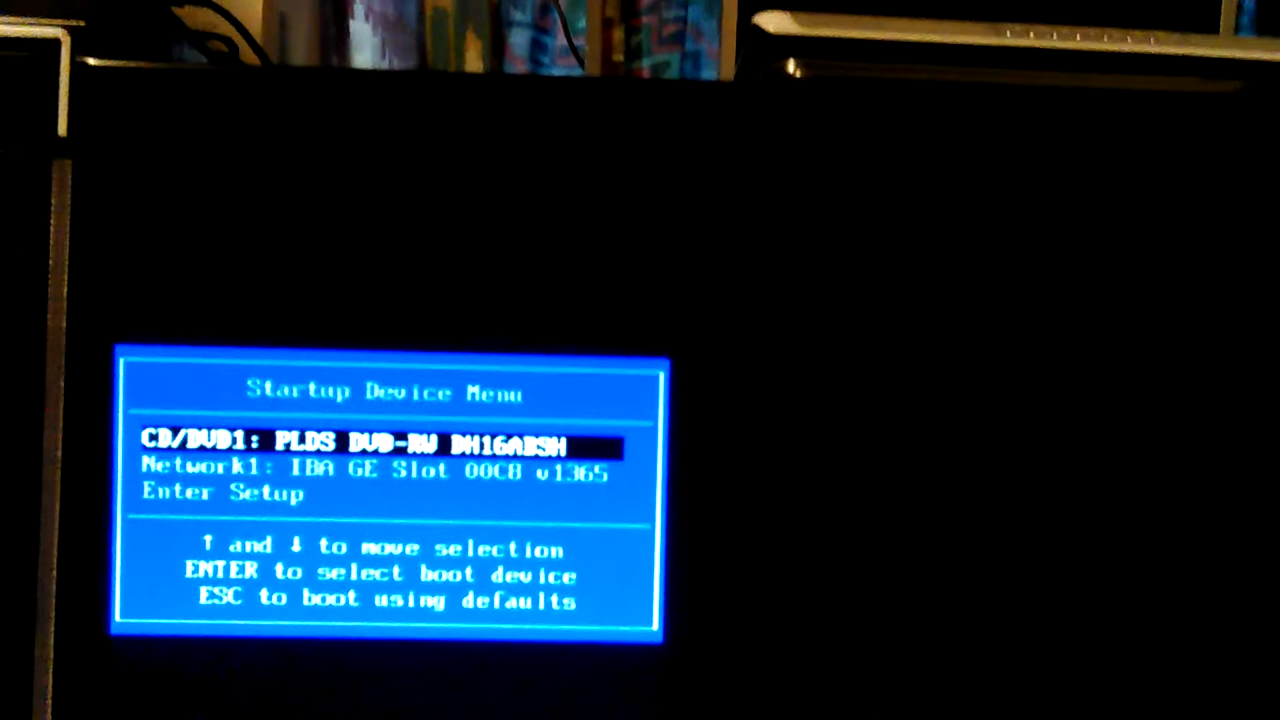 Startup Device Menu
CD/DVD1: PLDS DVD-RW DH16ABSH
Network1: IBA GE Slot 00C8 v1365
Enter Setup
↑ and ↓ to move selection
ENTER to select boot device
ESC to boot using defaults